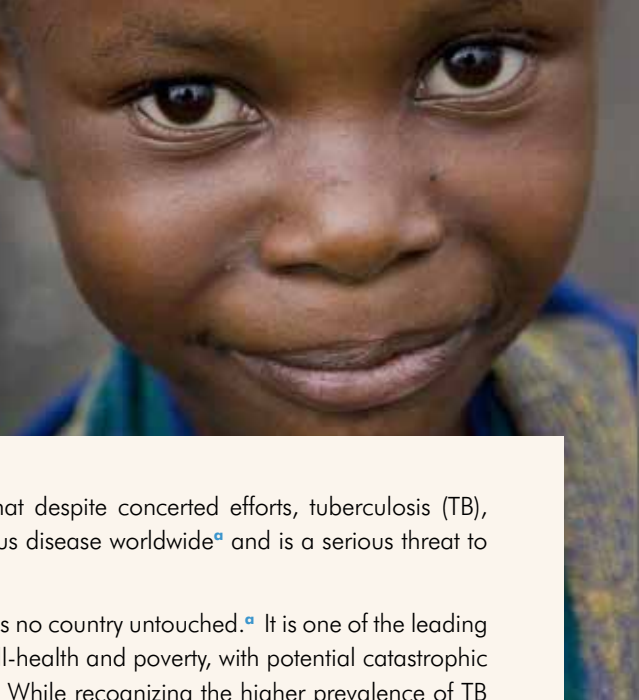 hat despite concerted efforts, tuberculosis (TB),
us disease worldwideᵃ and is a serious threat to
s no country untouched.ᵃ It is one of the leading
ll-health and poverty, with potential catastrophic
. While recognizing the higher prevalence of TB